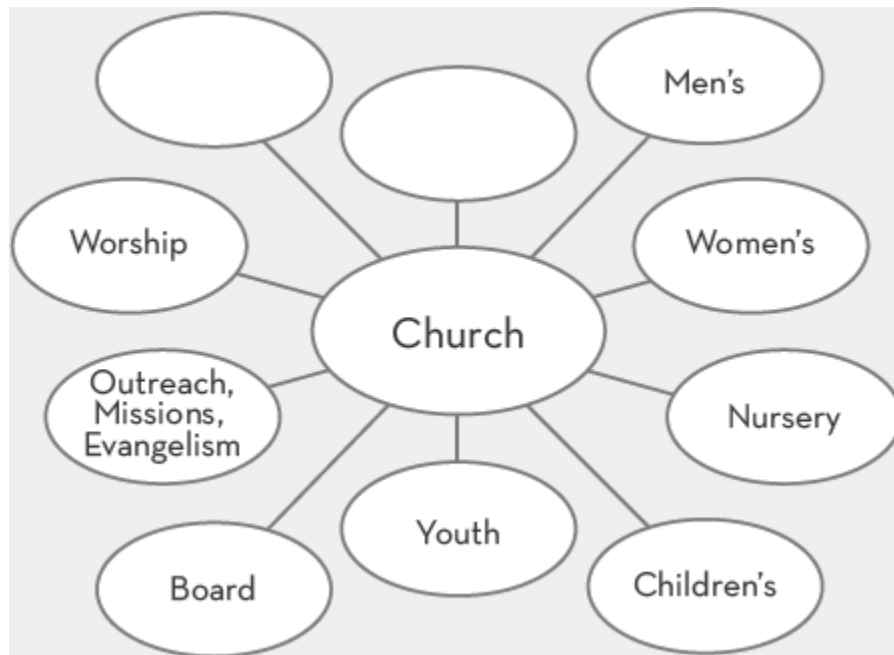 Men’s
Worship
Women’s
Church
Outreach,
Missions,
Evangelism
Nursery
Youth
Board
Children’s